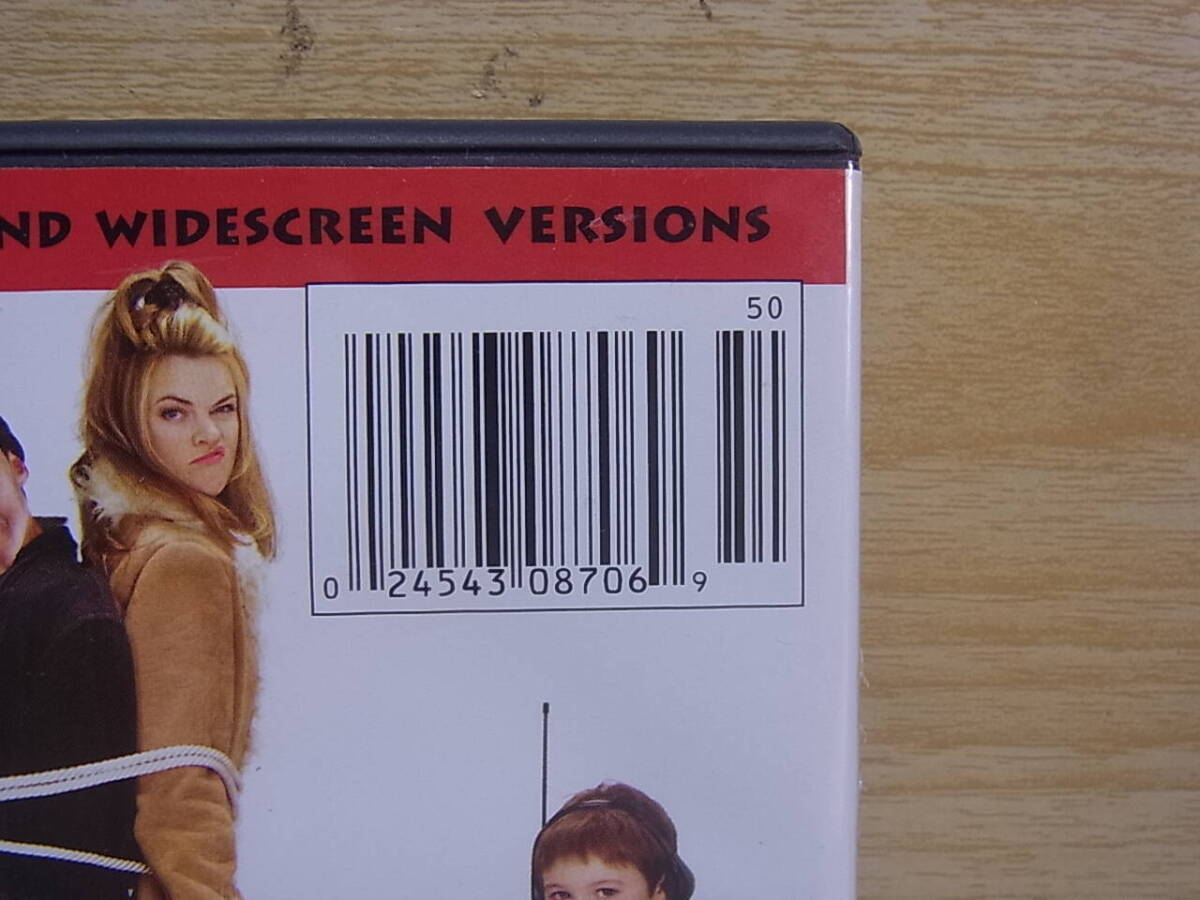 ND WIDESCREEN VERSIONS
50
0 24543 08706 9